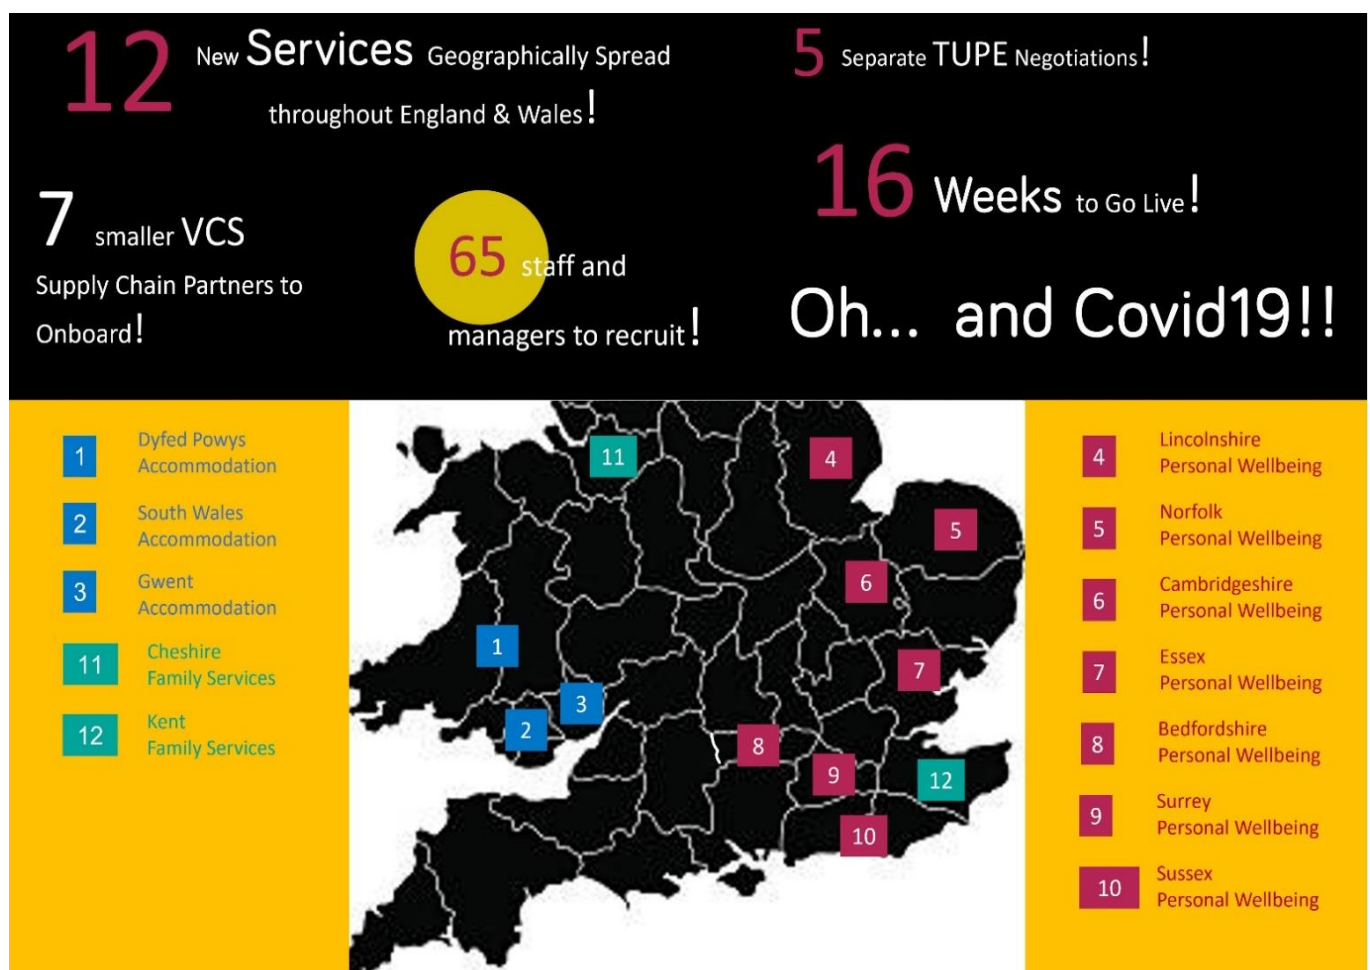 12 New Services Geographically Spread
throughout England & Wales!
5 Separate TUPE Negotiations!
7 smaller VCS
Supply Chain Partners to
Onboard!
65 staff and
managers to recruit!
16 Weeks to Go Live!
Oh... and Covid19!!
1 Dyfed Powys
Accommodation
2 South Wales
Accommodation
3 Gwent
Accommodation
11 Cheshire
Family Services
12 Kent
Family Services
11
4
5
6
1
7
3
2
8
9
12
10
4 Lincolnshire
Personal Wellbeing
5 Norfolk
Personal Wellbeing
6 Cambridgeshire
Personal Wellbeing
7 Essex
Personal Wellbeing
8 Bedfordshire
Personal Wellbeing
9 Surrey
Personal Wellbeing
10 Sussex
Personal Wellbeing